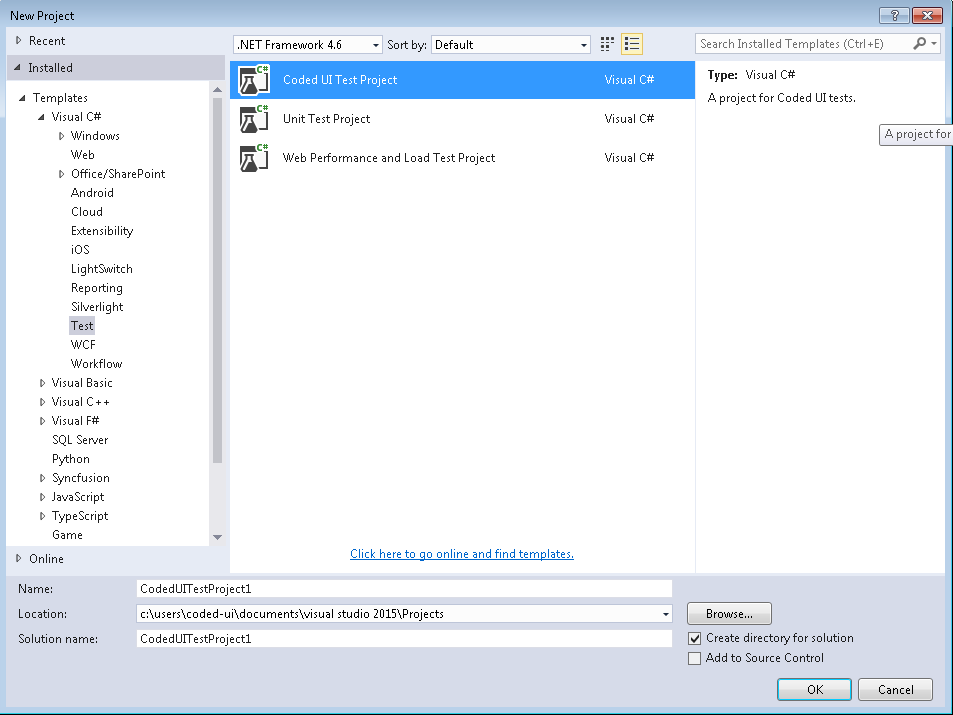 New Project
Recent
.NET Framework 4.6
Sort by:
Default
Search Installed Templates (Ctrl+E)
Installed
Templates
Visual C#
Windows
Web
Office/SharePoint
Android
Cloud
Extensibility
iOS
LightSwitch
Reporting
Silverlight
Test
WCF
Workflow
Visual Basic
Visual C++
Visual F#
SQL Server
Python
Syncfusion
JavaScript
TypeScript
Game
Online
C# Coded UI Test Project Visual C#
C# Unit Test Project Visual C#
C# Web Performance and Load Test Project Visual C#
Click here to go online and find templates.
Type: Visual C#
A project for Coded UI tests.
A project for
Name: CodedUITestProject1
Location: c:\users\coded-ui\documents\visual studio 2015\Projects
Browse...
Solution name: CodedUITestProject1
Create directory for solution
Add to Source Control
OK
Cancel